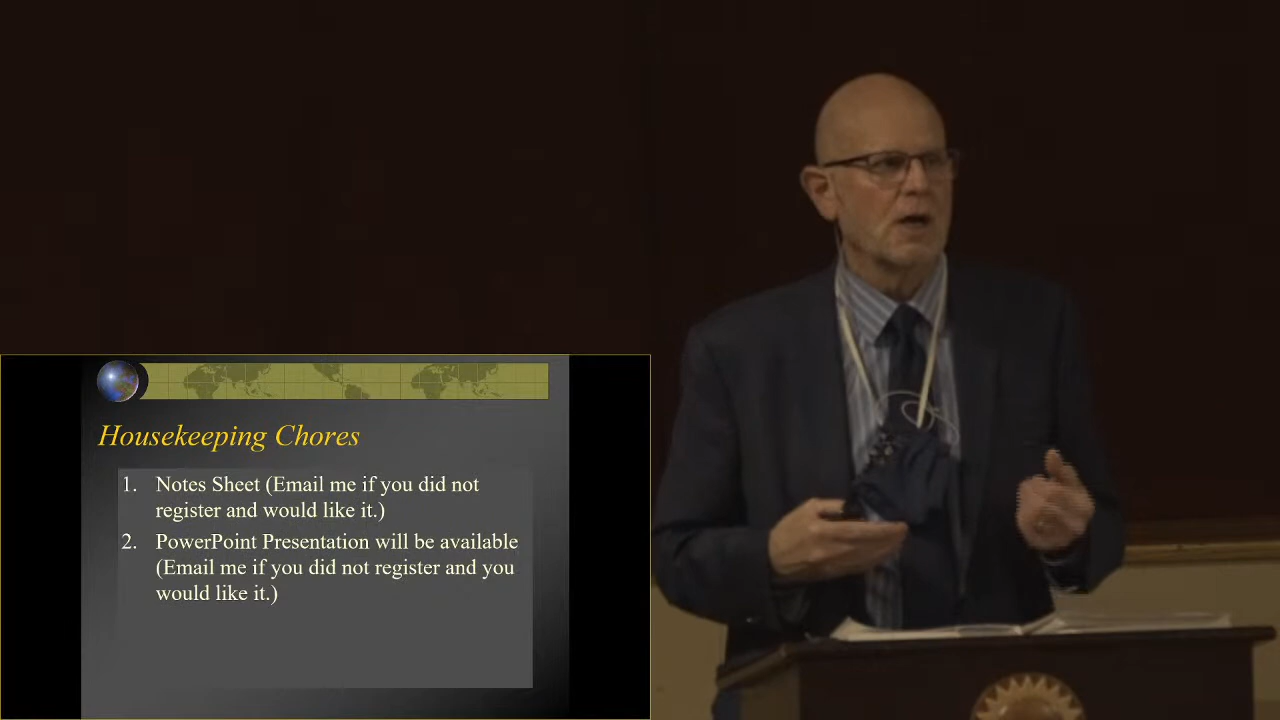 Housekeeping Chores
1. Notes Sheet (Email me if you did not
register and would like it.)
2. PowerPoint Presentation will be available
(Email me if you did not register and you
would like it.)